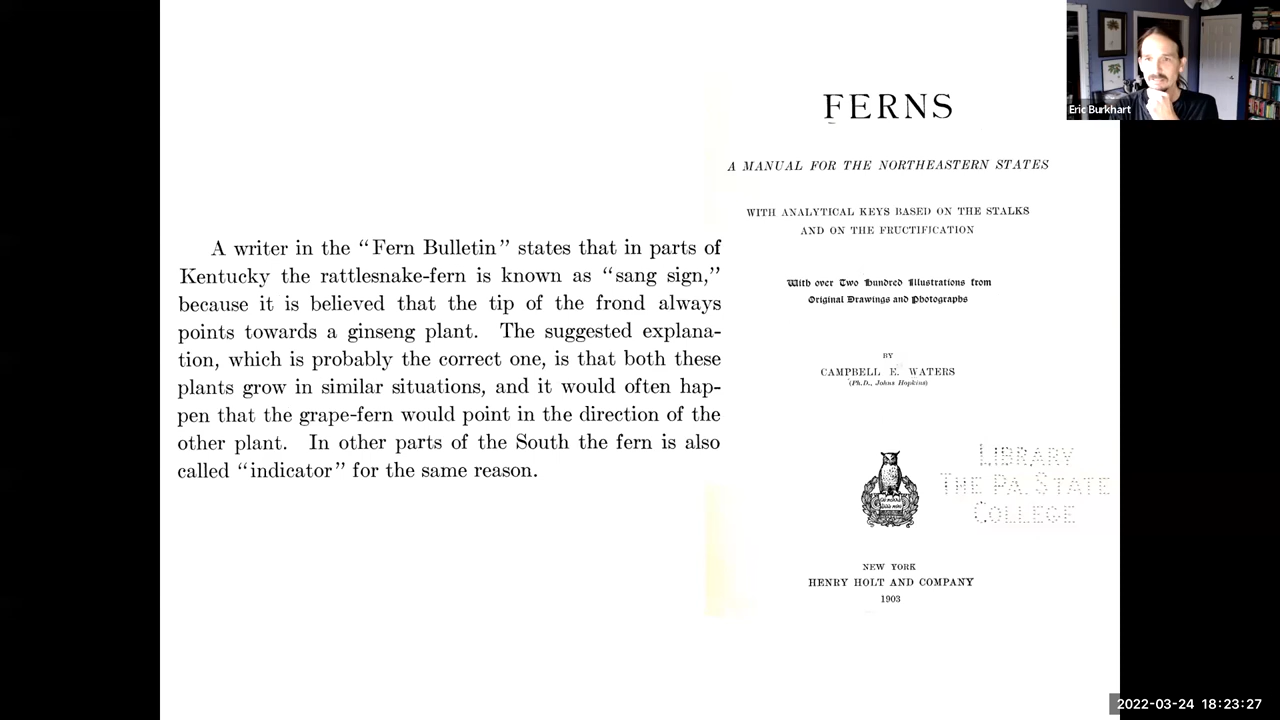 A writer in the "Fern Bulletin" states that in parts of
Kentucky the rattlesnake-fern is known as "sang sign,"
because it is believed that the tip of the frond always
points towards a ginseng plant. The suggested explana-
tion, which is probably the correct one, is that both these
plants grow in similar situations, and it would often hap-
pen that the grape-fern would point in the direction of the
other plant. In other parts of the South the fern is also
called "indicator" for the same reason.
FERNS
A MANUAL FOR THE NORTHEASTERN STATES
WITH ANALYTICAL KEYS BASED ON THE STALKS
AND ON THE FRUCTIFICATION
With over Two Hundred Illustrations from
Original Drawings and Photographs
BY
CAMPBELL E. WATERS
(Ph.D., Johns Hopkins)
LIBRARY
THE PA. STATE
COLLEGE
NEW YORK
HENRY HOLT AND COMPANY
1903
Eric Burkhart
2022-03-24 18:23:27